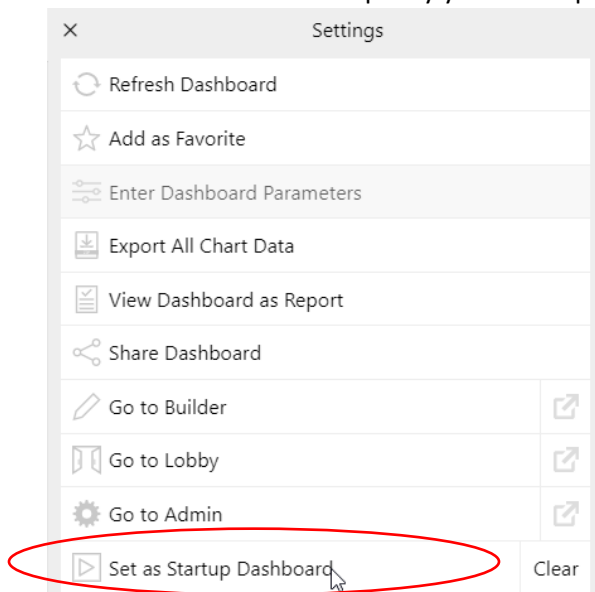 Settings
Refresh Dashboard
Add as Favorite
Enter Dashboard Parameters
Export All Chart Data
View Dashboard as Report
Share Dashboard
Go to Builder
Go to Lobby
Go to Admin
Set as Startup Dashboard Clear